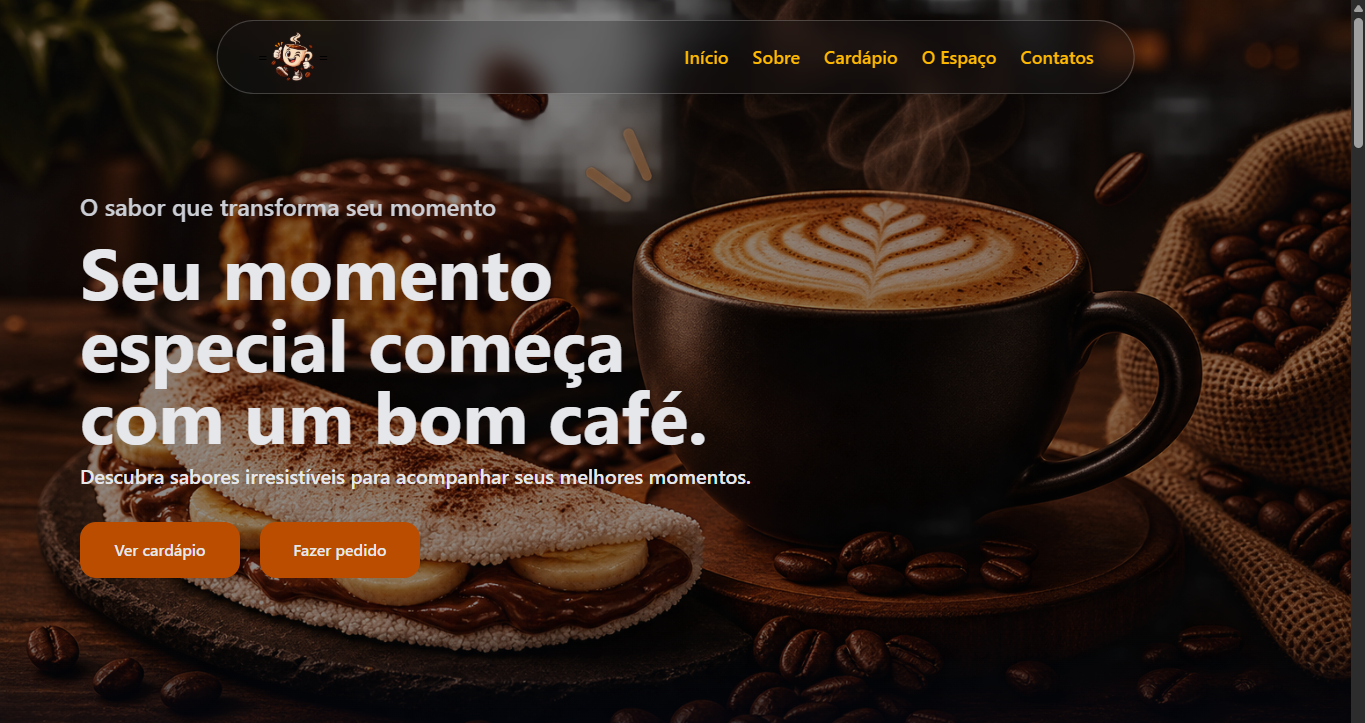 Início Sobre Cardápio O Espaço Contatos
O sabor que transforma seu momento
Seu momento
especial começa
com um bom café.
Descubra sabores irresistíveis para acompanhar seus melhores momentos.
Ver cardápio Fazer pedido